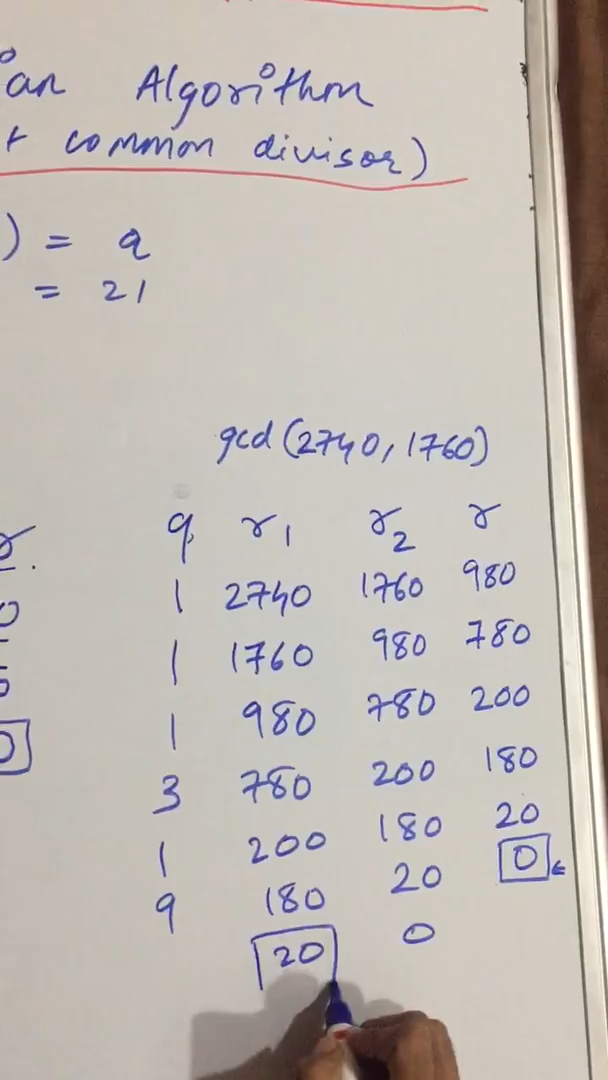 an Algorithm
common divisor)
) = a
= 21
gcd(2740, 1760)
q r1 r2 r
1 2740 1760 980
1 1760 980 780
1 980 780 200
3 780 200 180
1 200 180 20
9 180 20 0
20 0